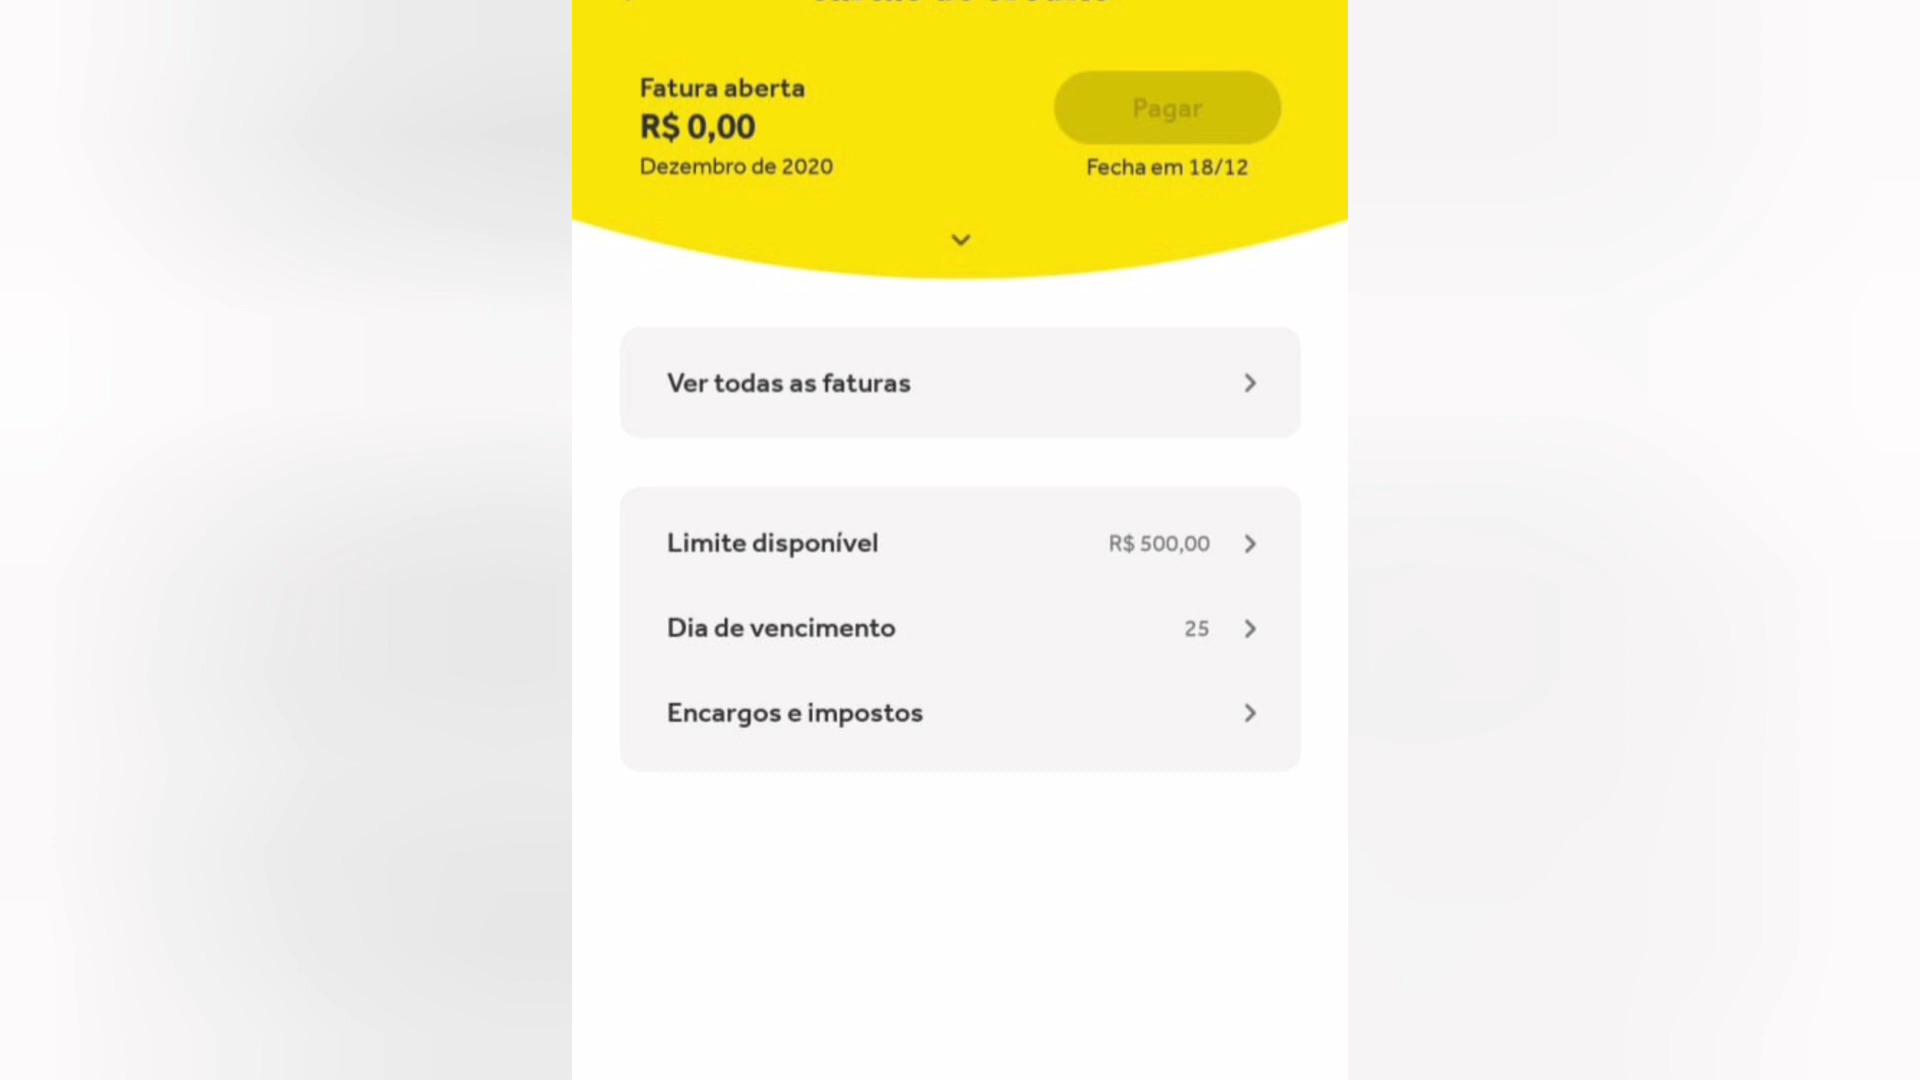 Fatura aberta
R$ 0,00
Dezembro de 2020
Pagar
Fecha em 18/12
Ver todas as faturas
Limite disponível R$ 500,00
Dia de vencimento 25
Encargos e impostos